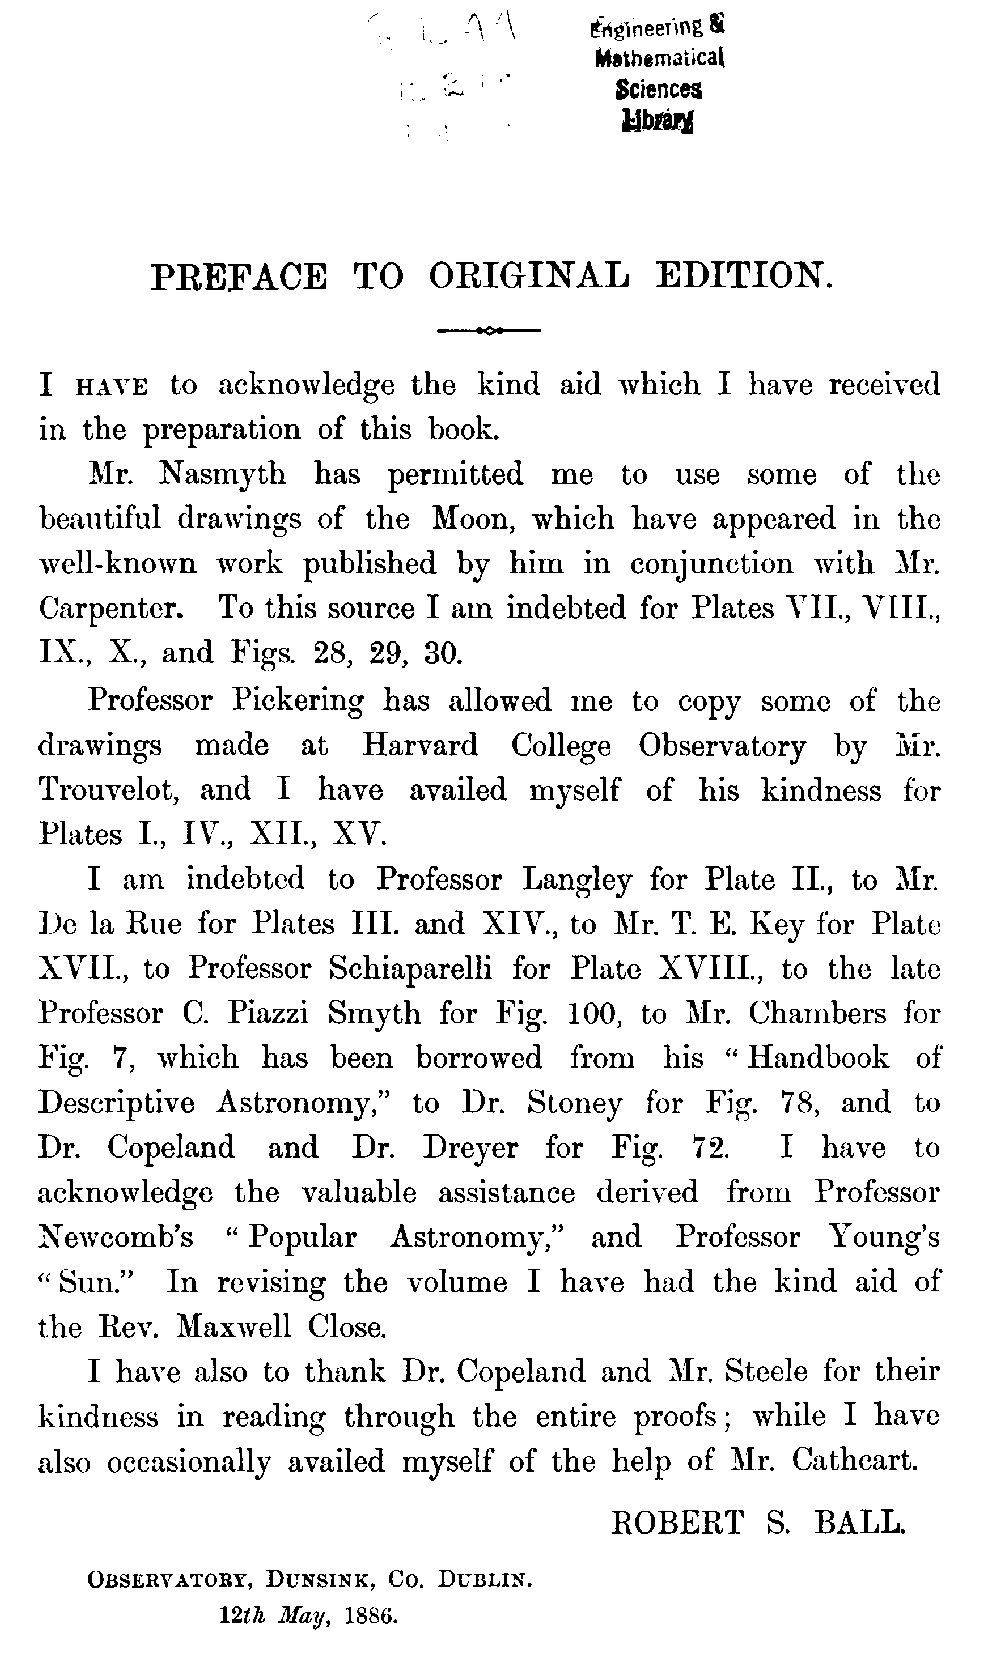 Engineering &
Mathematical
Sciences
Library
PREFACE TO ORIGINAL EDITION.
I HAVE to acknowledge the kind aid which I have received
in the preparation of this book.
Mr. Nasmyth has permitted me to use some of the
beautiful drawings of the Moon, which have appeared in the
well-known work published by him in conjunction with Mr.
Carpenter. To this source I am indebted for Plates VII., VIII.,
IX., X., and Figs. 28, 29, 30.
Professor Pickering has allowed me to copy some of the
drawings made at Harvard College Observatory by Mr.
Trouvelot, and I have availed myself of his kindness for
Plates I., IV., XII., XV.
I am indebted to Professor Langley for Plate II., to Mr.
De la Rue for Plates III. and XIV., to Mr. T. E. Key for Plate
XVII., to Professor Schiaparelli for Plate XVIII., to the late
Professor C. Piazzi Smyth for Fig. 100, to Mr. Chambers for
Fig. 7, which has been borrowed from his “Handbook of
Descriptive Astronomy,” to Dr. Stoney for Fig. 78, and to
Dr. Copeland and Dr. Dreyer for Fig. 72. I have to
acknowledge the valuable assistance derived from Professor
Newcomb's “Popular Astronomy,” and Professor Young's
“Sun.” In revising the volume I have had the kind aid of
the Rev. Maxwell Close.
I have also to thank Dr. Copeland and Mr. Steele for their
kindness in reading through the entire proofs; while I have
also occasionally availed myself of the help of Mr. Cathcart.
ROBERT S. BALL.
OBSERVATORY, DUNSINK, CO. DUBLIN.
12th May, 1886.